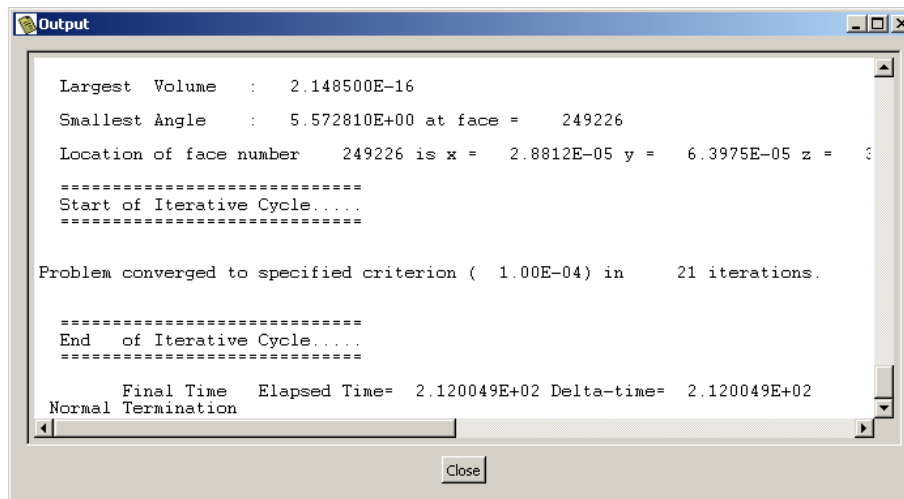 Output
Largest Volume : 2.148500E-16
Smallest Angle : 5.572810E+00 at face = 249226
Location of face number 249226 is x = 2.8812E-05 y = 6.3975E-05 z =
=============================
Start of Iterative Cycle.....
=============================
Problem converged to specified criterion ( 1.00E-04) in 21 iterations.
=============================
End of Iterative Cycle.....
=============================
Final Time Elapsed Time= 2.120049E+02 Delta-time= 2.120049E+02
Normal Termination
Close